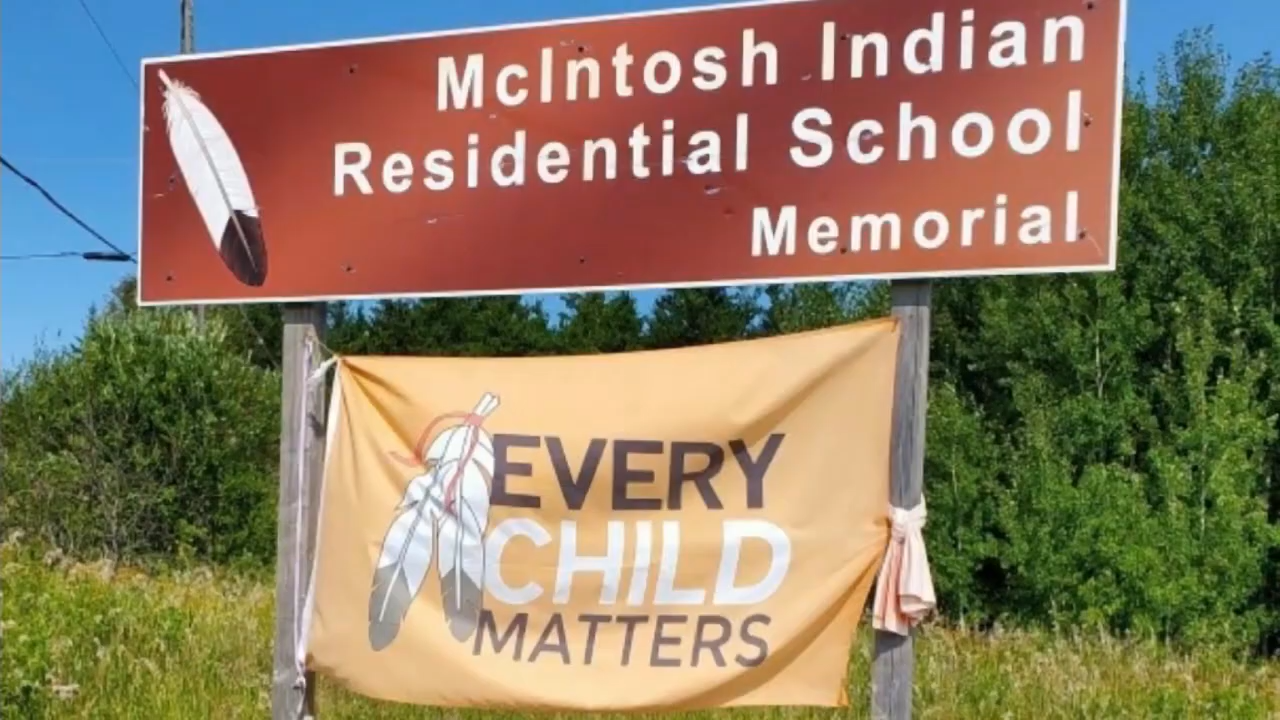 McIntosh Indian
Residential School
Memorial
EVERY
CHILD
MATTERS